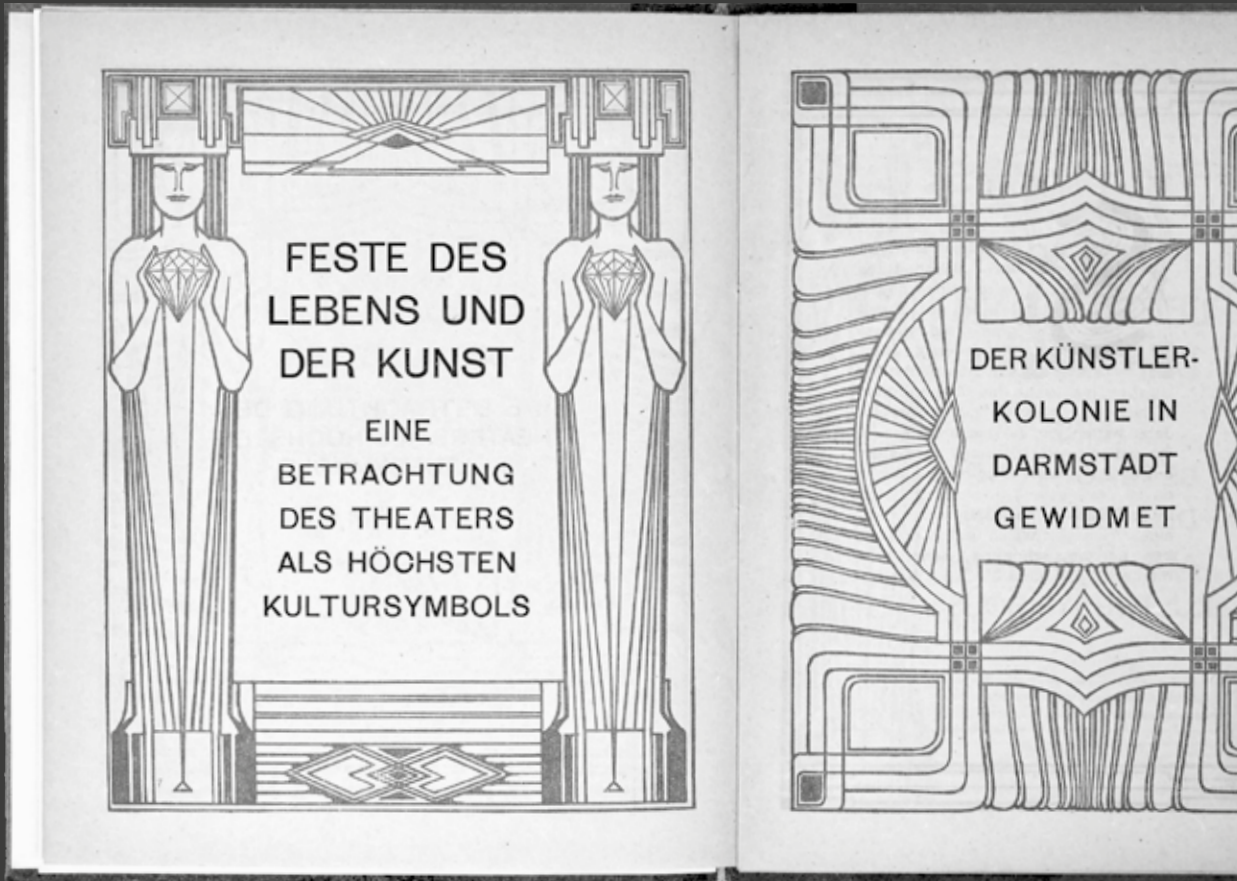 FESTE DES
LEBENS UND
DER KUNST
EINE
BETRACHTUNG
DES THEATERS
ALS HÖCHSTEN
KULTURSYMBOLS
DER KÜNSTLER-
KOLONIE IN
DARMSTADT
GEWIDMET